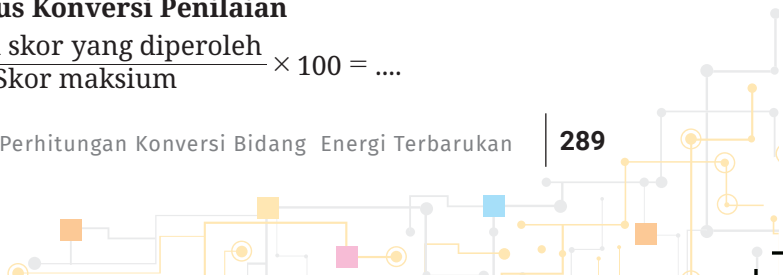 us Konversi Penilaian
skor yang diperoleh
Skor maksium
× 100 = ....
Perhitungan Konversi Bidang Energi Terbarukan 289